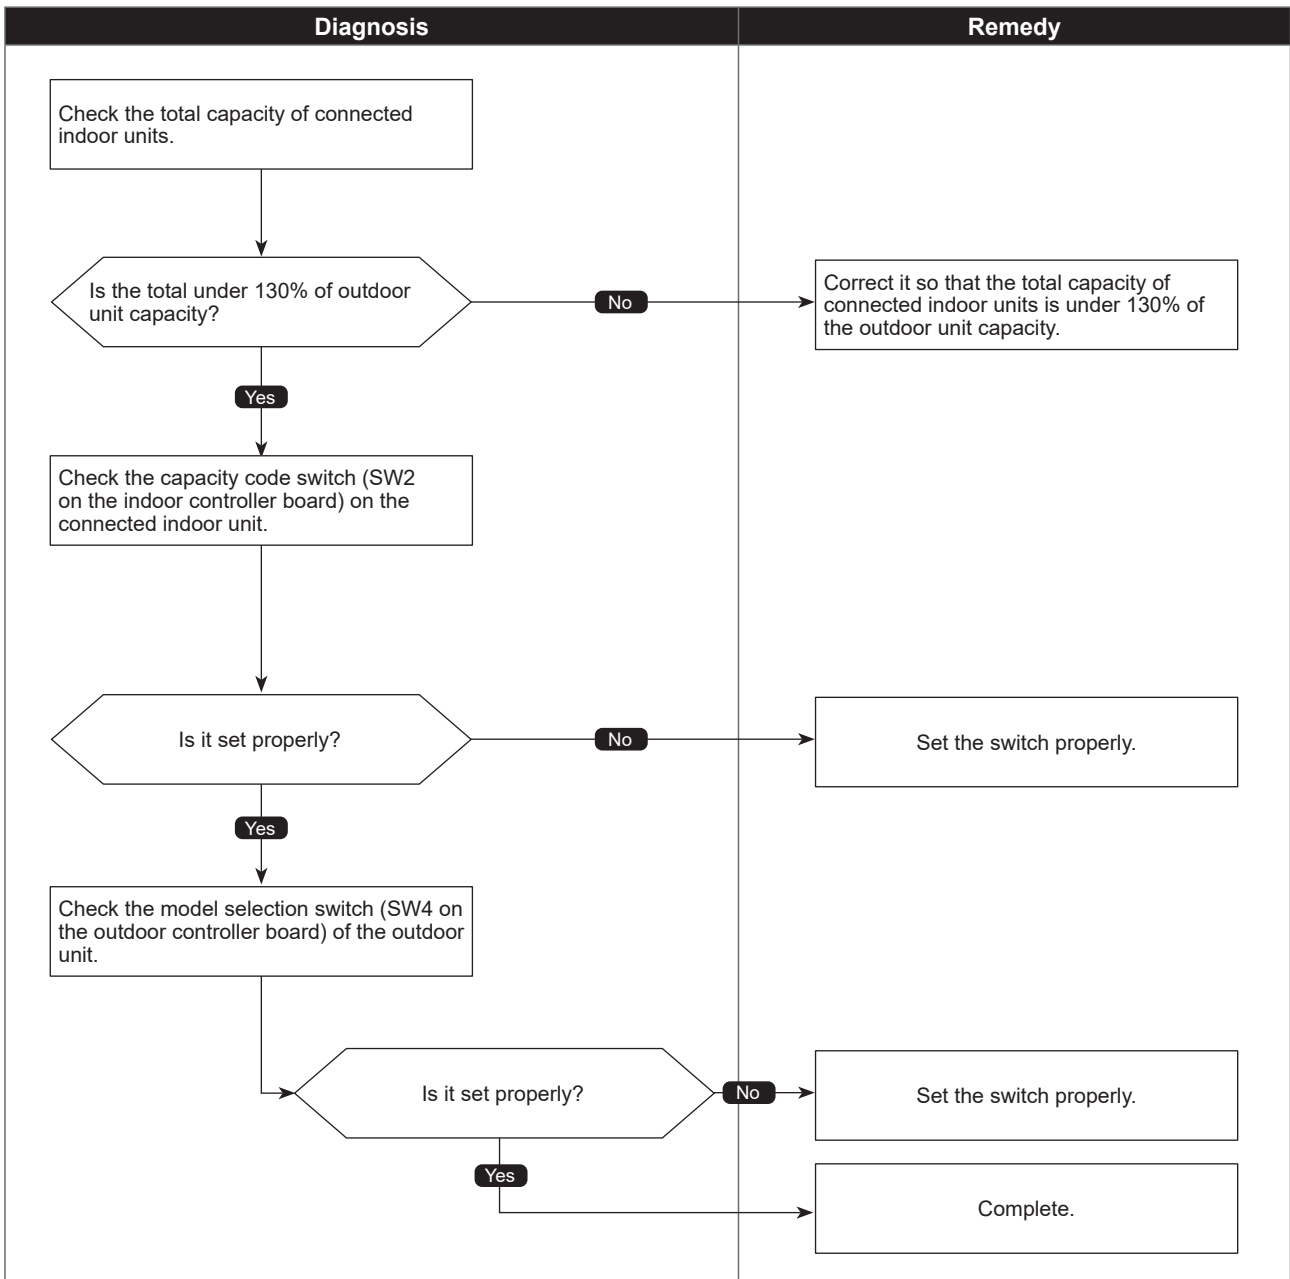 Diagnosis
Remedy
Check the total capacity of connected
indoor units.
Is the total under 130% of outdoor
unit capacity?
No
Correct it so that the total capacity of
connected indoor units is under 130% of
the outdoor unit capacity.
Yes
Check the capacity code switch (SW2
on the indoor controller board) on the
connected indoor unit.
Is it set properly?
No
Set the switch properly.
Yes
Check the model selection switch (SW4 on
the outdoor controller board) of the outdoor
unit.
Is it set properly?
No
Set the switch properly.
Yes
Complete.